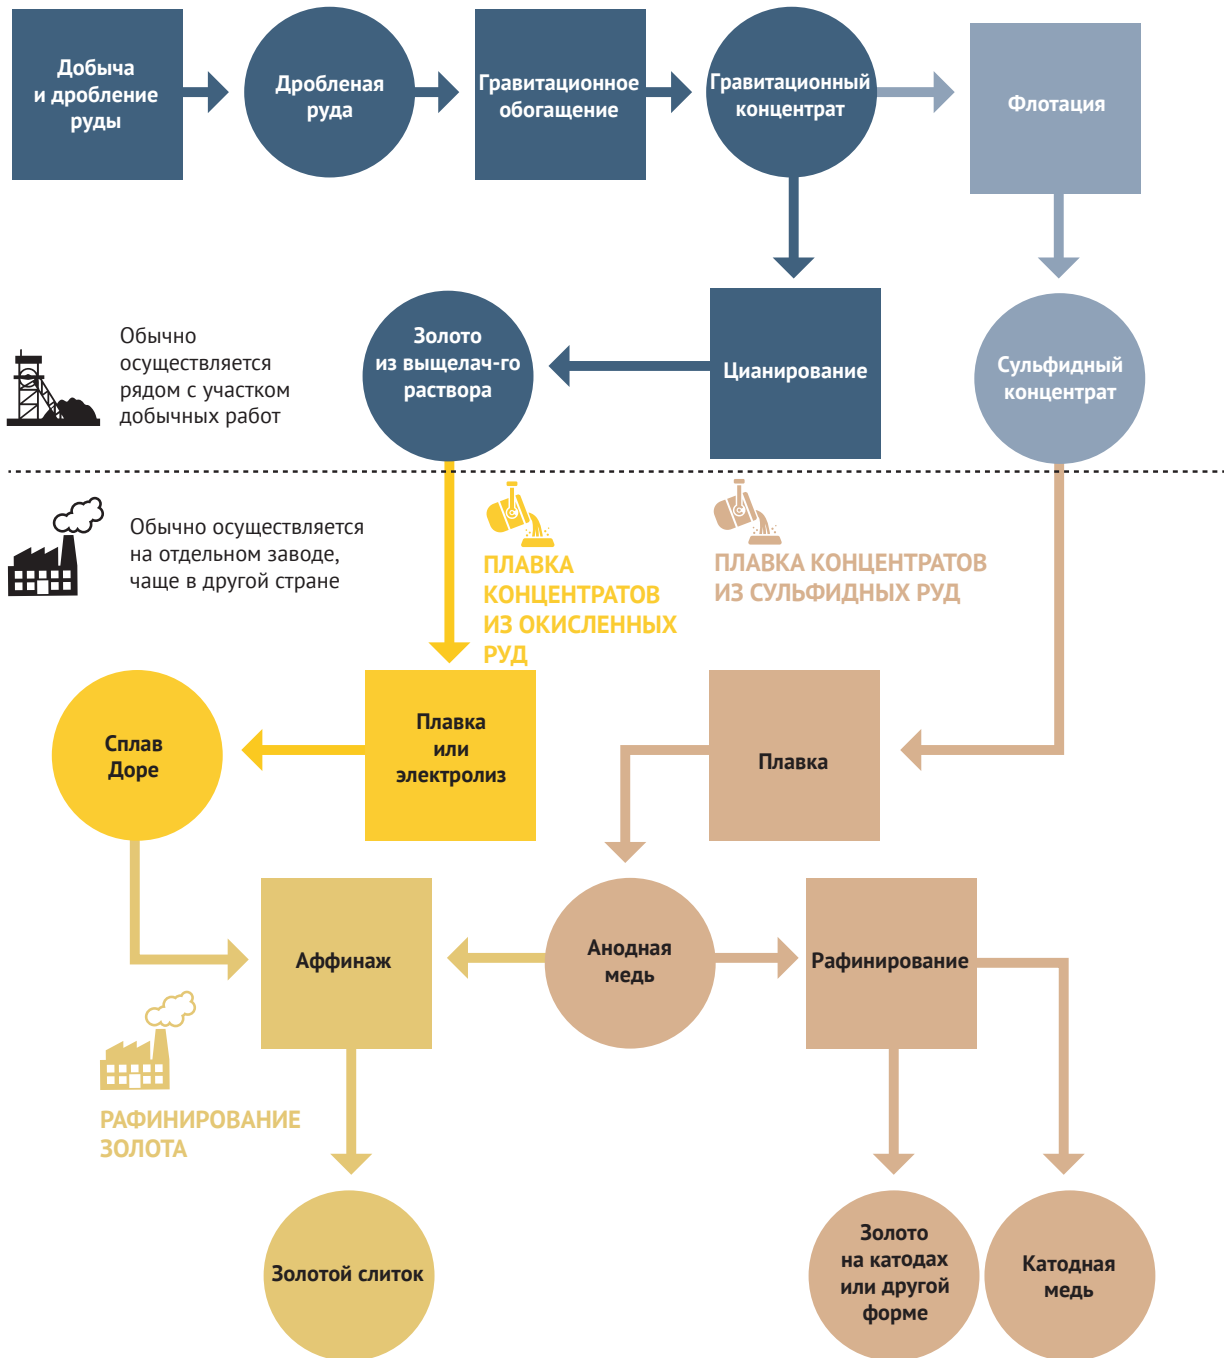 Добыча
и дробление
руды
Дробленая
руда
Гравитационное
обогащение
Гравитационный
концентрат
Флотация
Обычно
осуществляется
рядом с участком
добычных работ
Золото
из выщелач-го
раствора
Цианирование
Сульфидный
концентрат
Обычно осуществляется
на отдельном заводе,
чаще в другой стране
ПЛАВКА
КОНЦЕНТРАТОВ
ИЗ ОКИСЛЕННЫХ
РУД
ПЛАВКА КОНЦЕНТРАТОВ
ИЗ СУЛЬФИДНЫХ РУД
Сплав
Доре
Плавка
или
электролиз
Плавка
Аффинаж
Анодная
медь
Рафинирование
РАФИНИРОВАНИЕ
ЗОЛОТА
Золотой слиток
Золото
на катодах
или другой
форме
Катодная
медь